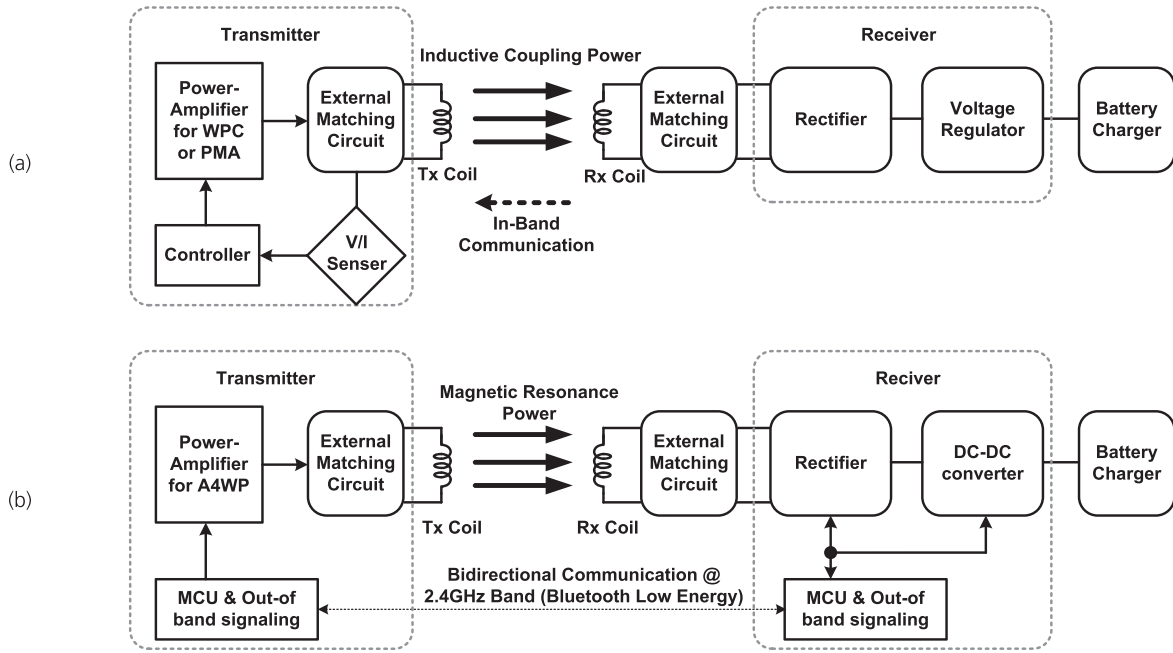 (a)
Transmitter
Power-
Amplifier
for WPC
or PMA
External
Matching
Circuit
Controller
V/I
Senser
Tx Coil
Inductive Coupling Power
In-Band
Communication
Rx Coil
External
Matching
Circuit
Receiver
Rectifier
Voltage
Regulator
Battery
Charger
(b)
Transmitter
Power-
Amplifier
for A4WP
External
Matching
Circuit
MCU & Out-of
band signaling
Tx Coil
Magnetic Resonance
Power
Rx Coil
Bidirectional Communication @
2.4GHz Band (Bluetooth Low Energy)
External
Matching
Circuit
Reciver
Rectifier
DC-DC
converter
MCU & Out-of
band signaling
Battery
Charger